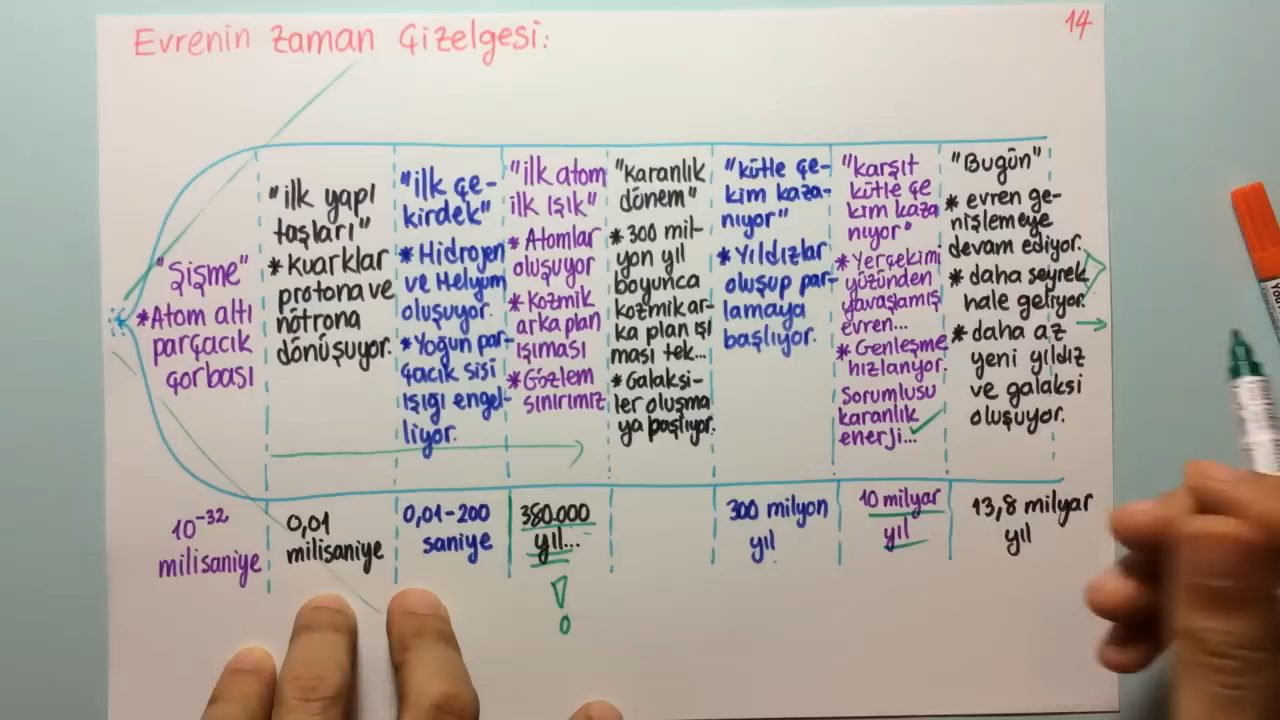 Evrenin Zaman Çizelgesi:
14
"Şişme"
*Atom altı
parçacık
çorbası
"ilk yapı
taşları"
*kuarklar
protona ve
nötrona
dönüşuyor.
"ilk çe-
kirdek"
*Hidrojen
ve Helyum
oluşuyor.
*Yoğun par-
çacık sisi
ışığı engel-
liyor.
"ilk atom
ilk ışık"
*Atomlar
oluşuyor
*Kozmik
arka plan
ışıması
*Gözlem
sınırımız
"Karanlık
dönem"
*300 mil-
yon yıl
boyunca
kozmik ar-
ka plan ışı
ması tek...
*Galaksi-
ler oluşma
ya başlıyor.
"kütle çe-
kim kaza-
nıyor"
*Yıldızlar
oluşup par-
lamaya
başlıyor.
"karşıt
kütle çe
kim kaza
nıyor"
*Yerçekimi
yüzünden
yavaşlamış
evren...
*Genleşme
hızlanıyor.
Sorumlusu
karanlık
enerji...
"Bugün"
*evren ge-
nişlemeye
devam ediyor.
*daha seyrek
hale geliyor.
*daha az
yeni yıldız
ve galaksi
oluşuyor.
10-32
milisaniye
0,01
milisaniye
0,01-200
saniye
380.000
yıl...
300 milyon
yıl
10 milyar
yıl
13,8 milyar
yıl